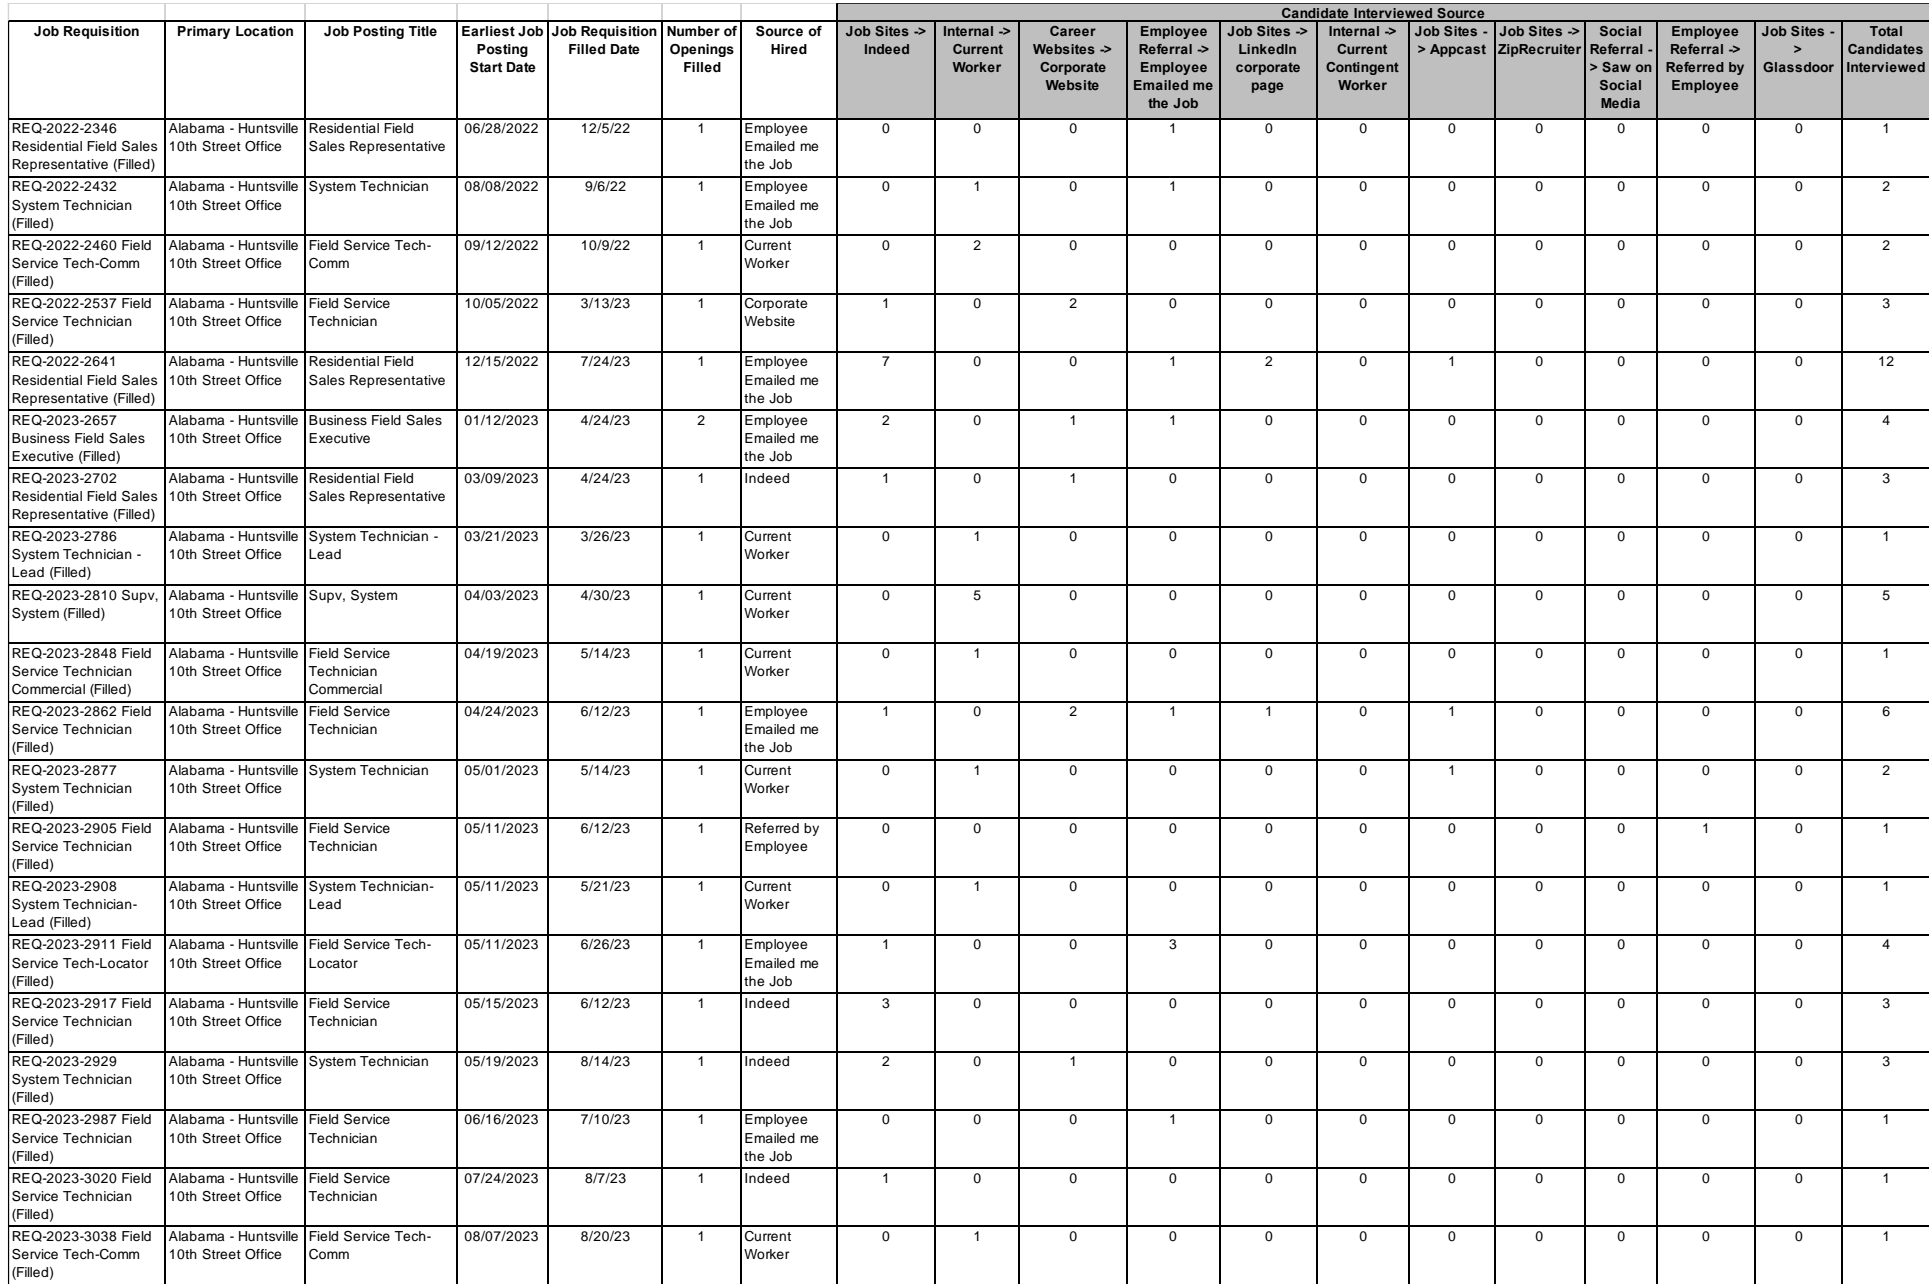 Candidate Interviewed Source
Job Requisition Primary Location Job Posting Title Earliest Job Job Requisition Number of Source of Job Sites -> Internal -> Career Employee Job Sites -> Internal -> Job Sites - Job Sites -> Social Employee Job Sites - Total
Posting Filled Date Openings Hired Indeed Current Websites -> Referral -> LinkedIn Current > Appcast ZipRecruiter Referral - Referral -> > Candidates
Start Date Filled Worker Corporate Employee corporate Contingent > Saw on Referred by Glassdoor Interviewed
Website Emailed me page Worker Social Employee
the Job Media
REQ-2022-2346 Alabama - Huntsville Residential Field 06/28/2022 12/5/22 1 Employee 0 0 0 1 0 0 0 0 0 0 0 1
Residential Field Sales 10th Street Office Sales Representative Emailed me
Representative (Filled) the Job
REQ-2022-2432 Alabama - Huntsville System Technician 08/08/2022 9/6/22 1 Employee 0 1 0 1 0 0 0 0 0 0 0 2
System Technician 10th Street Office Emailed me
(Filled) the Job
REQ-2022-2460 Field Alabama - Huntsville Field Service Tech- 09/12/2022 10/9/22 1 Current 0 2 0 0 0 0 0 0 0 0 0 2
Service Tech-Comm 10th Street Office Comm Worker
(Filled)
REQ-2022-2537 Field Alabama - Huntsville Field Service 10/05/2022 3/13/23 1 Corporate 1 0 2 0 0 0 0 0 0 0 0 3
Service Technician 10th Street Office Technician Website
(Filled)
REQ-2022-2641 Alabama - Huntsville Residential Field 12/15/2022 7/24/23 1 Employee 7 0 0 1 2 0 1 0 0 0 0 12
Residential Field Sales 10th Street Office Sales Representative Emailed me
Representative (Filled) the Job
REQ-2023-2657 Alabama - Huntsville Business Field Sales 01/12/2023 4/24/23 2 Employee 2 0 1 1 0 0 0 0 0 0 0 4
Business Field Sales 10th Street Office Executive Emailed me
Executive (Filled) the Job
REQ-2023-2702 Alabama - Huntsville Residential Field 03/09/2023 4/24/23 1 Indeed 1 0 1 0 0 0 0 0 0 0 0 3
Residential Field Sales 10th Street Office Sales Representative
Representative (Filled)
REQ-2023-2786 Alabama - Huntsville System Technician - 03/21/2023 3/26/23 1 Current 0 1 0 0 0 0 0 0 0 0 0 1
System Technician - 10th Street Office Lead Worker
Lead (Filled)
REQ-2023-2810 Supv, Alabama - Huntsville Supv, System 04/03/2023 4/30/23 1 Current 0 5 0 0 0 0 0 0 0 0 0 5
System (Filled) 10th Street Office Worker
REQ-2023-2848 Field Alabama - Huntsville Field Service 04/19/2023 5/14/23 1 Current 0 1 0 0 0 0 0 0 0 0 0 1
Service Technician 10th Street Office Technician Worker
Commercial (Filled) Commercial
REQ-2023-2862 Field Alabama - Huntsville Field Service 04/24/2023 6/12/23 1 Employee 1 0 2 1 1 0 1 0 0 0 0 6
Service Technician 10th Street Office Technician Emailed me
(Filled) the Job
REQ-2023-2877 Alabama - Huntsville System Technician 05/01/2023 5/14/23 1 Current 0 1 0 0 0 0 1 0 0 0 0 2
System Technician 10th Street Office Worker
(Filled)
REQ-2023-2905 Field Alabama - Huntsville Field Service 05/11/2023 6/12/23 1 Referred by 0 0 0 0 0 0 0 0 0 1 0 1
Service Technician 10th Street Office Technician Employee
(Filled)
REQ-2023-2908 Alabama - Huntsville System Technician- 05/11/2023 5/21/23 1 Current 0 1 0 0 0 0 0 0 0 0 0 1
System Technician- 10th Street Office Lead Worker
Lead (Filled)
REQ-2023-2911 Field Alabama - Huntsville Field Service Tech- 05/11/2023 6/26/23 1 Employee 1 0 0 3 0 0 0 0 0 0 0 4
Service Tech-Locator 10th Street Office Locator Emailed me
(Filled) the Job
REQ-2023-2917 Field Alabama - Huntsville Field Service 05/15/2023 6/12/23 1 Indeed 3 0 0 0 0 0 0 0 0 0 0 3
Service Technician 10th Street Office Technician
(Filled)
REQ-2023-2929 Alabama - Huntsville System Technician 05/19/2023 8/14/23 1 Indeed 2 0 1 0 0 0 0 0 0 0 0 3
System Technician 10th Street Office
(Filled)
REQ-2023-2987 Field Alabama - Huntsville Field Service 06/16/2023 7/10/23 1 Employee 0 0 0 1 0 0 0 0 0 0 0 1
Service Technician 10th Street Office Technician Emailed me
(Filled) the Job
REQ-2023-3020 Field Alabama - Huntsville Field Service 07/24/2023 8/7/23 1 Indeed 1 0 0 0 0 0 0 0 0 0 0 1
Service Technician 10th Street Office Technician
(Filled)
REQ-2023-3038 Field Alabama - Huntsville Field Service Tech- 08/07/2023 8/20/23 1 Current 0 1 0 0 0 0 0 0 0 0 0 1
Service Tech-Comm 10th Street Office Comm Worker
(Filled)